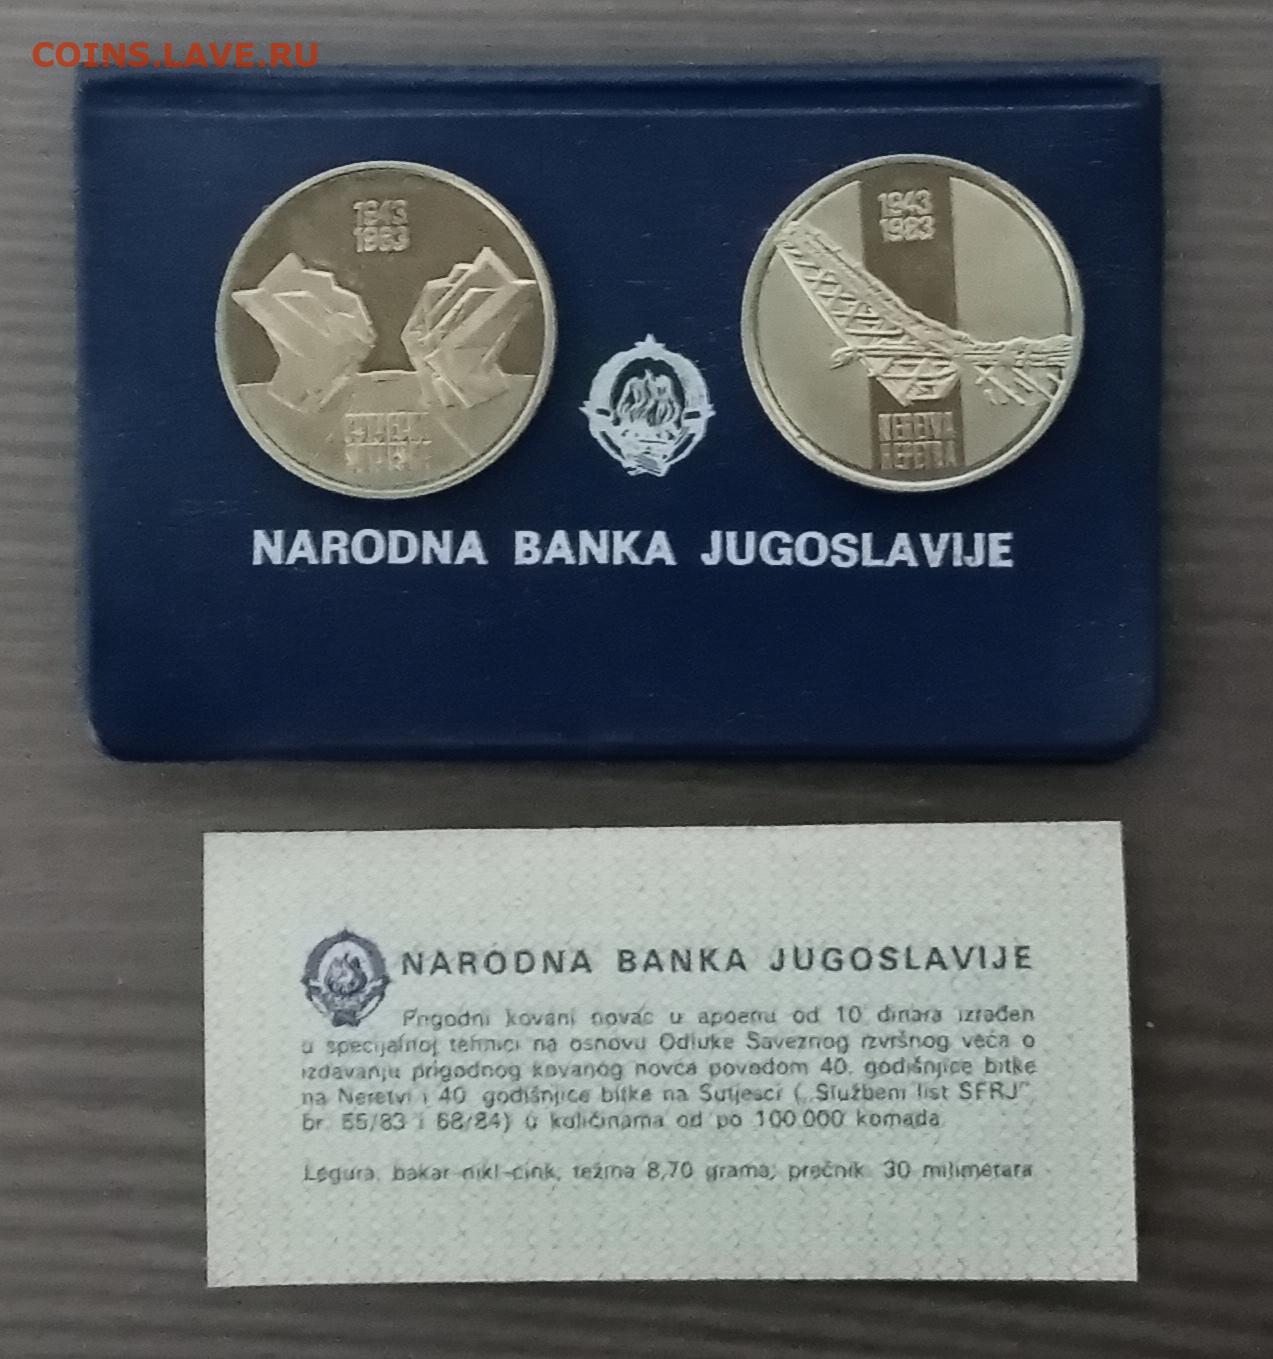 COINS.LAVE.RU
1943
1983
1943
1983
NERETVA
НЕРЕТВА
NARODNA BANKA JUGOSLAVIJE
NARODNA BANKA JUGOSLAVIJE
Prigodni kovani novac u apoenu od 10 dinara izrađen
u specijalnoj tehnici na osnovu Odluke Saveznog izvršnog veća o
izdavanju prigodnog kovanog novca povodom 40. godišnjice bitke
na Neretvi i 40 godišnjice bitke na Sutjesci („Službeni list SFRJ"
br. 55/83 i 68/84) u količinama od po 100.000 komada.
Legura: bakar-nikl-cink, težina 8,70 grama, prečnik 30 milimetara